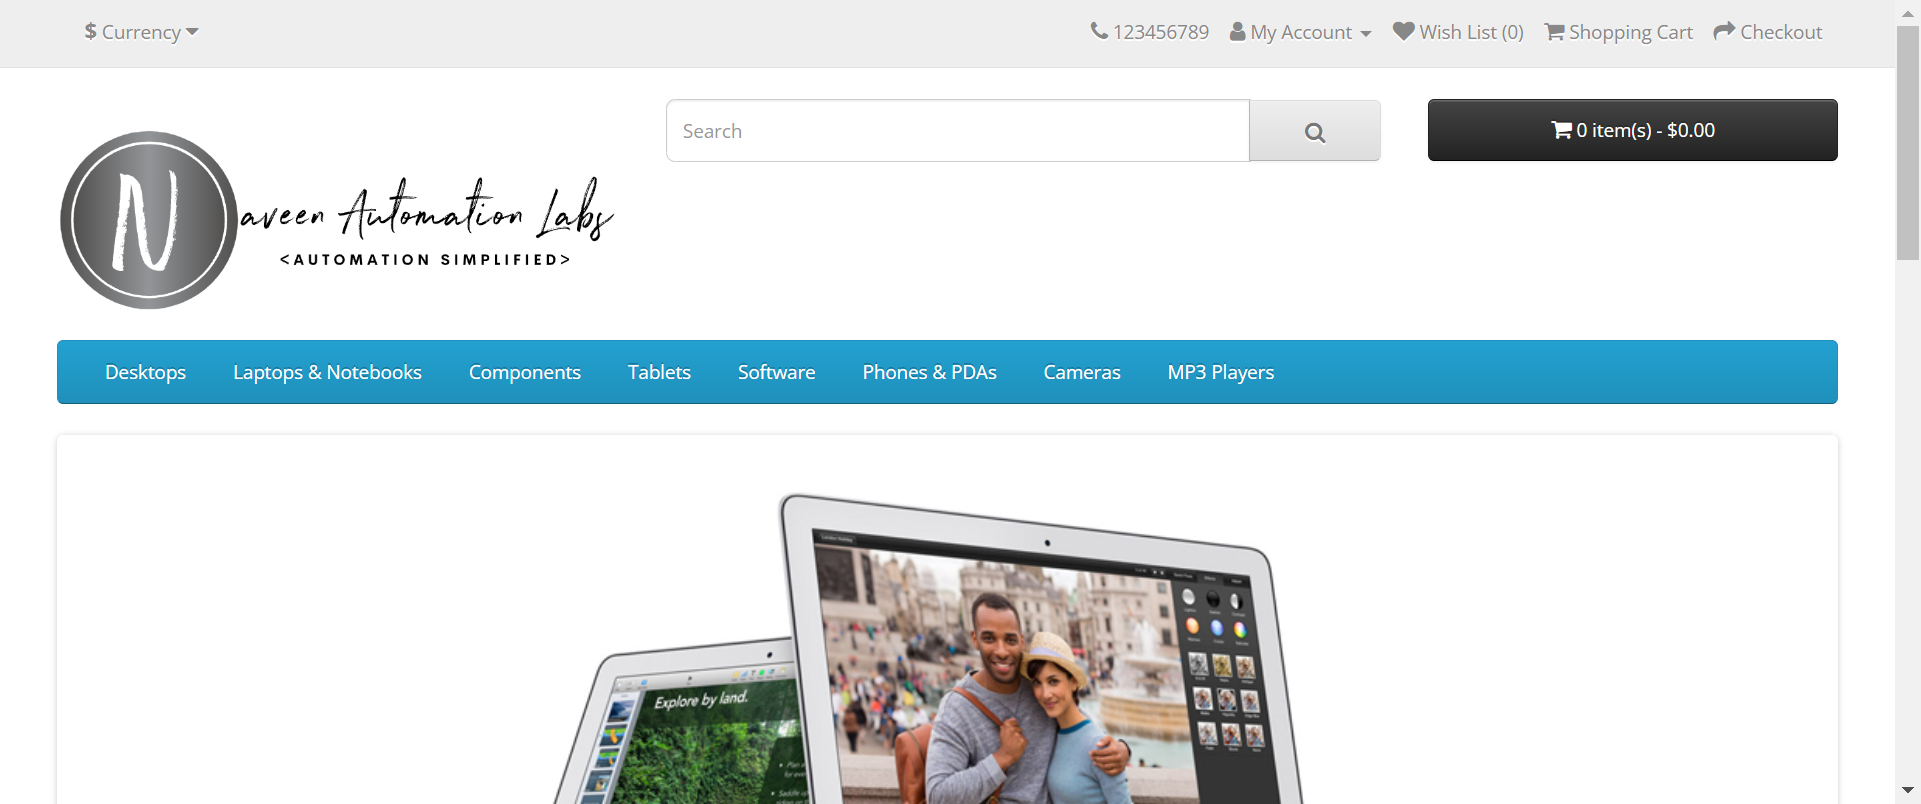 $ Currency
123456789 My Account Wish List (0) Shopping Cart Checkout
Search
0 item(s) - $0.00
N
aveen Automation Labs
<AUTOMATION SIMPLIFIED>
Desktops Laptops & Notebooks Components Tablets Software Phones & PDAs Cameras MP3 Players
Explore by land.